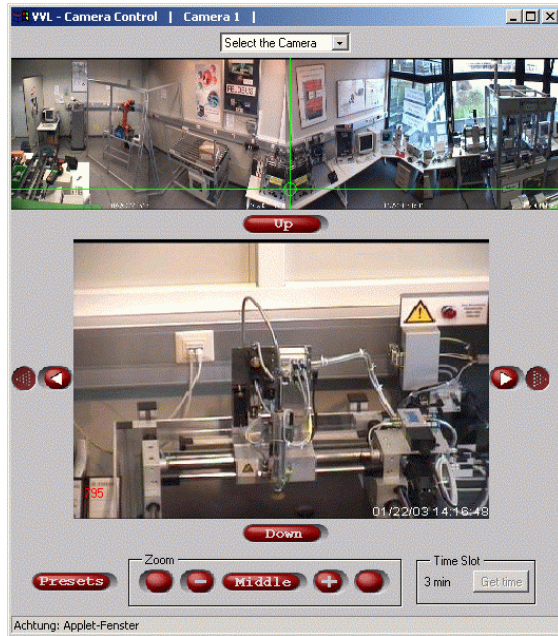 VVL - Camera Control | Camera 1 |
Select the Camera
Up
795
01/22/03 14:16:48
Down
Zoom
Time Slot
Presets
Middle
3 min
Get time
Achtung: Applet-Fenster